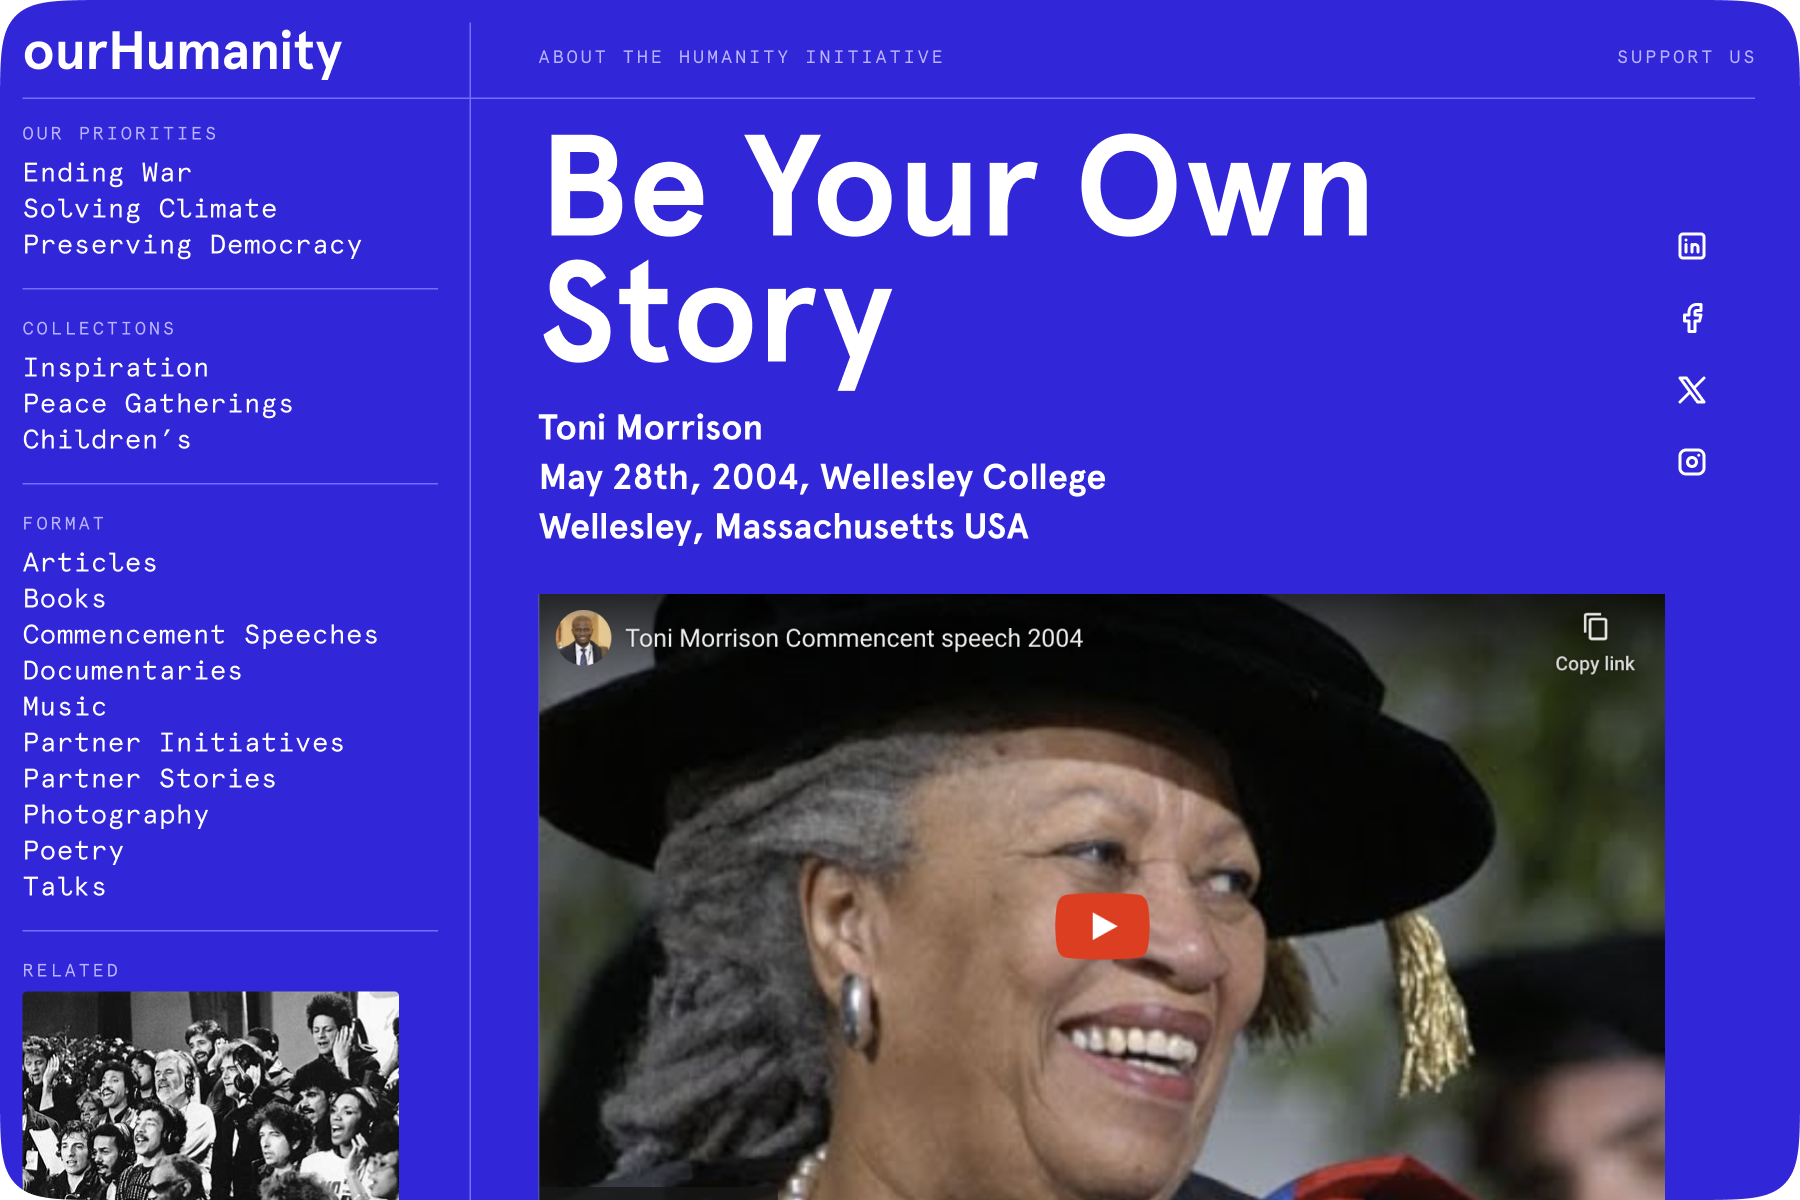 ourHumanity
ABOUT THE HUMANITY INITIATIVE
SUPPORT US
OUR PRIORITIES
Ending War
Solving Climate
Preserving Democracy
COLLECTIONS
Inspiration
Peace Gatherings
Children’s
FORMAT
Articles
Books
Commencement Speeches
Documentaries
Music
Partner Initiatives
Partner Stories
Photography
Poetry
Talks
RELATED
Be Your Own
Story
Toni Morrison
May 28th, 2004, Wellesley College
Wellesley, Massachusetts USA
Toni Morrison Commencent speech 2004
Copy link